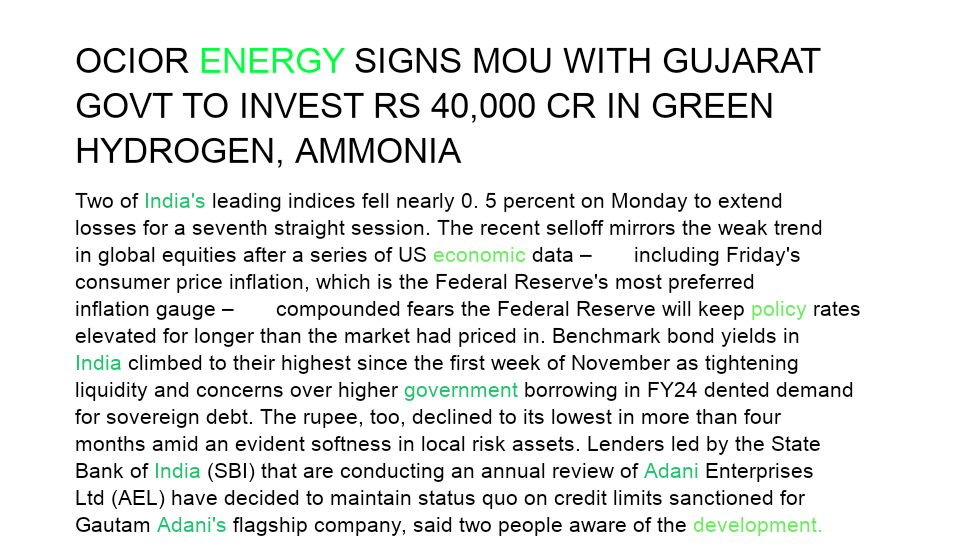 OCIOR ENERGY SIGNS MOU WITH GUJARAT
GOVT TO INVEST RS 40,000 CR IN GREEN
HYDROGEN, AMMONIA
Two of India's leading indices fell nearly 0. 5 percent on Monday to extend
losses for a seventh straight session. The recent selloff mirrors the weak trend
in global equities after a series of US economic data – including Friday's
consumer price inflation, which is the Federal Reserve's most preferred
inflation gauge – compounded fears the Federal Reserve will keep policy rates
elevated for longer than the market had priced in. Benchmark bond yields in
India climbed to their highest since the first week of November as tightening
liquidity and concerns over higher government borrowing in FY24 dented demand
for sovereign debt. The rupee, too, declined to its lowest in more than four
months amid an evident softness in local risk assets. Lenders led by the State
Bank of India (SBI) that are conducting an annual review of Adani Enterprises
Ltd (AEL) have decided to maintain status quo on credit limits sanctioned for
Gautam Adani's flagship company, said two people aware of the development.